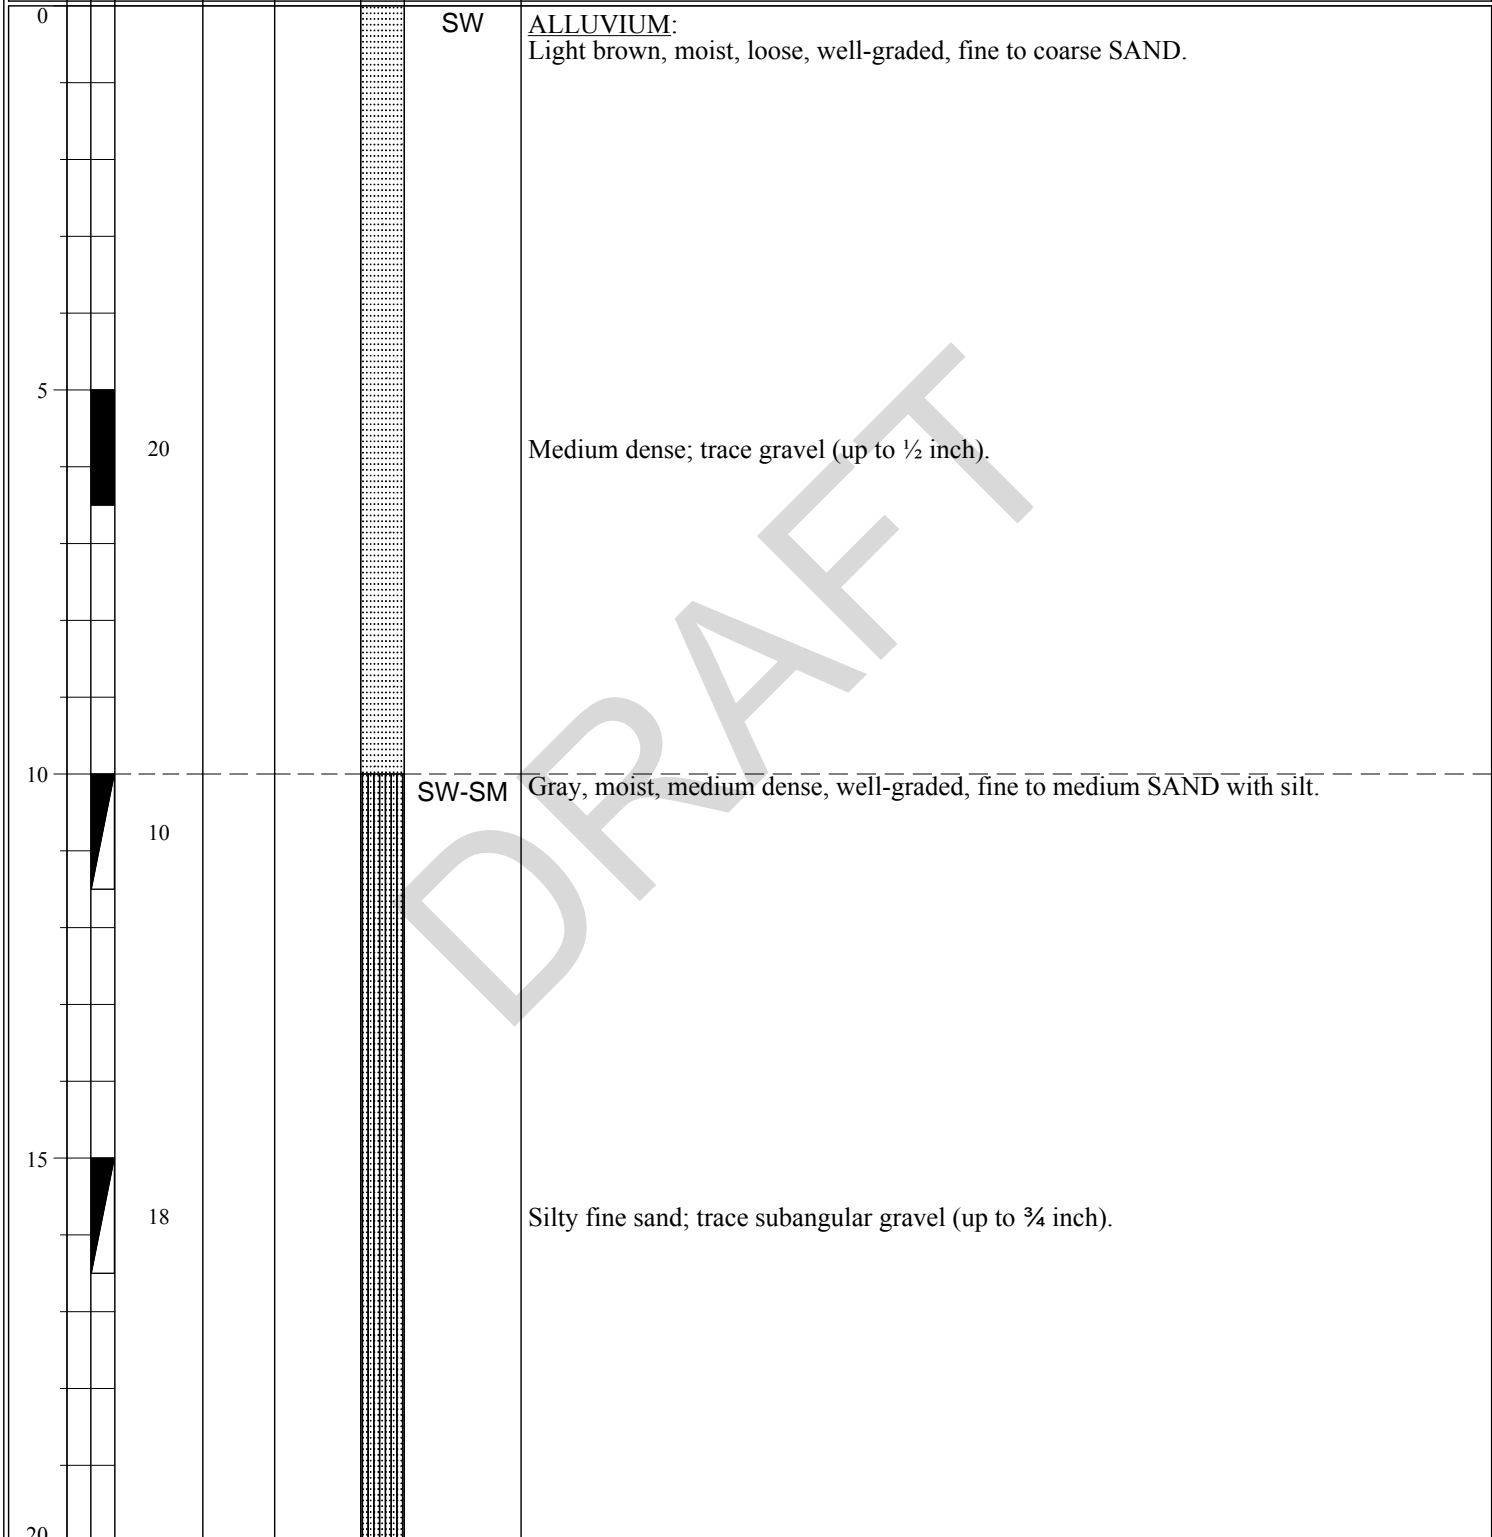 0
SW
ALLUVIUM:
Light brown, moist, loose, well-graded, fine to coarse SAND.
5
20
Medium dense; trace gravel (up to ½ inch).
10
SW-SM
Gray, moist, medium dense, well-graded, fine to medium SAND with silt.
10
15
18
Silty fine sand; trace subangular gravel (up to ¾ inch).
20
DRAFT